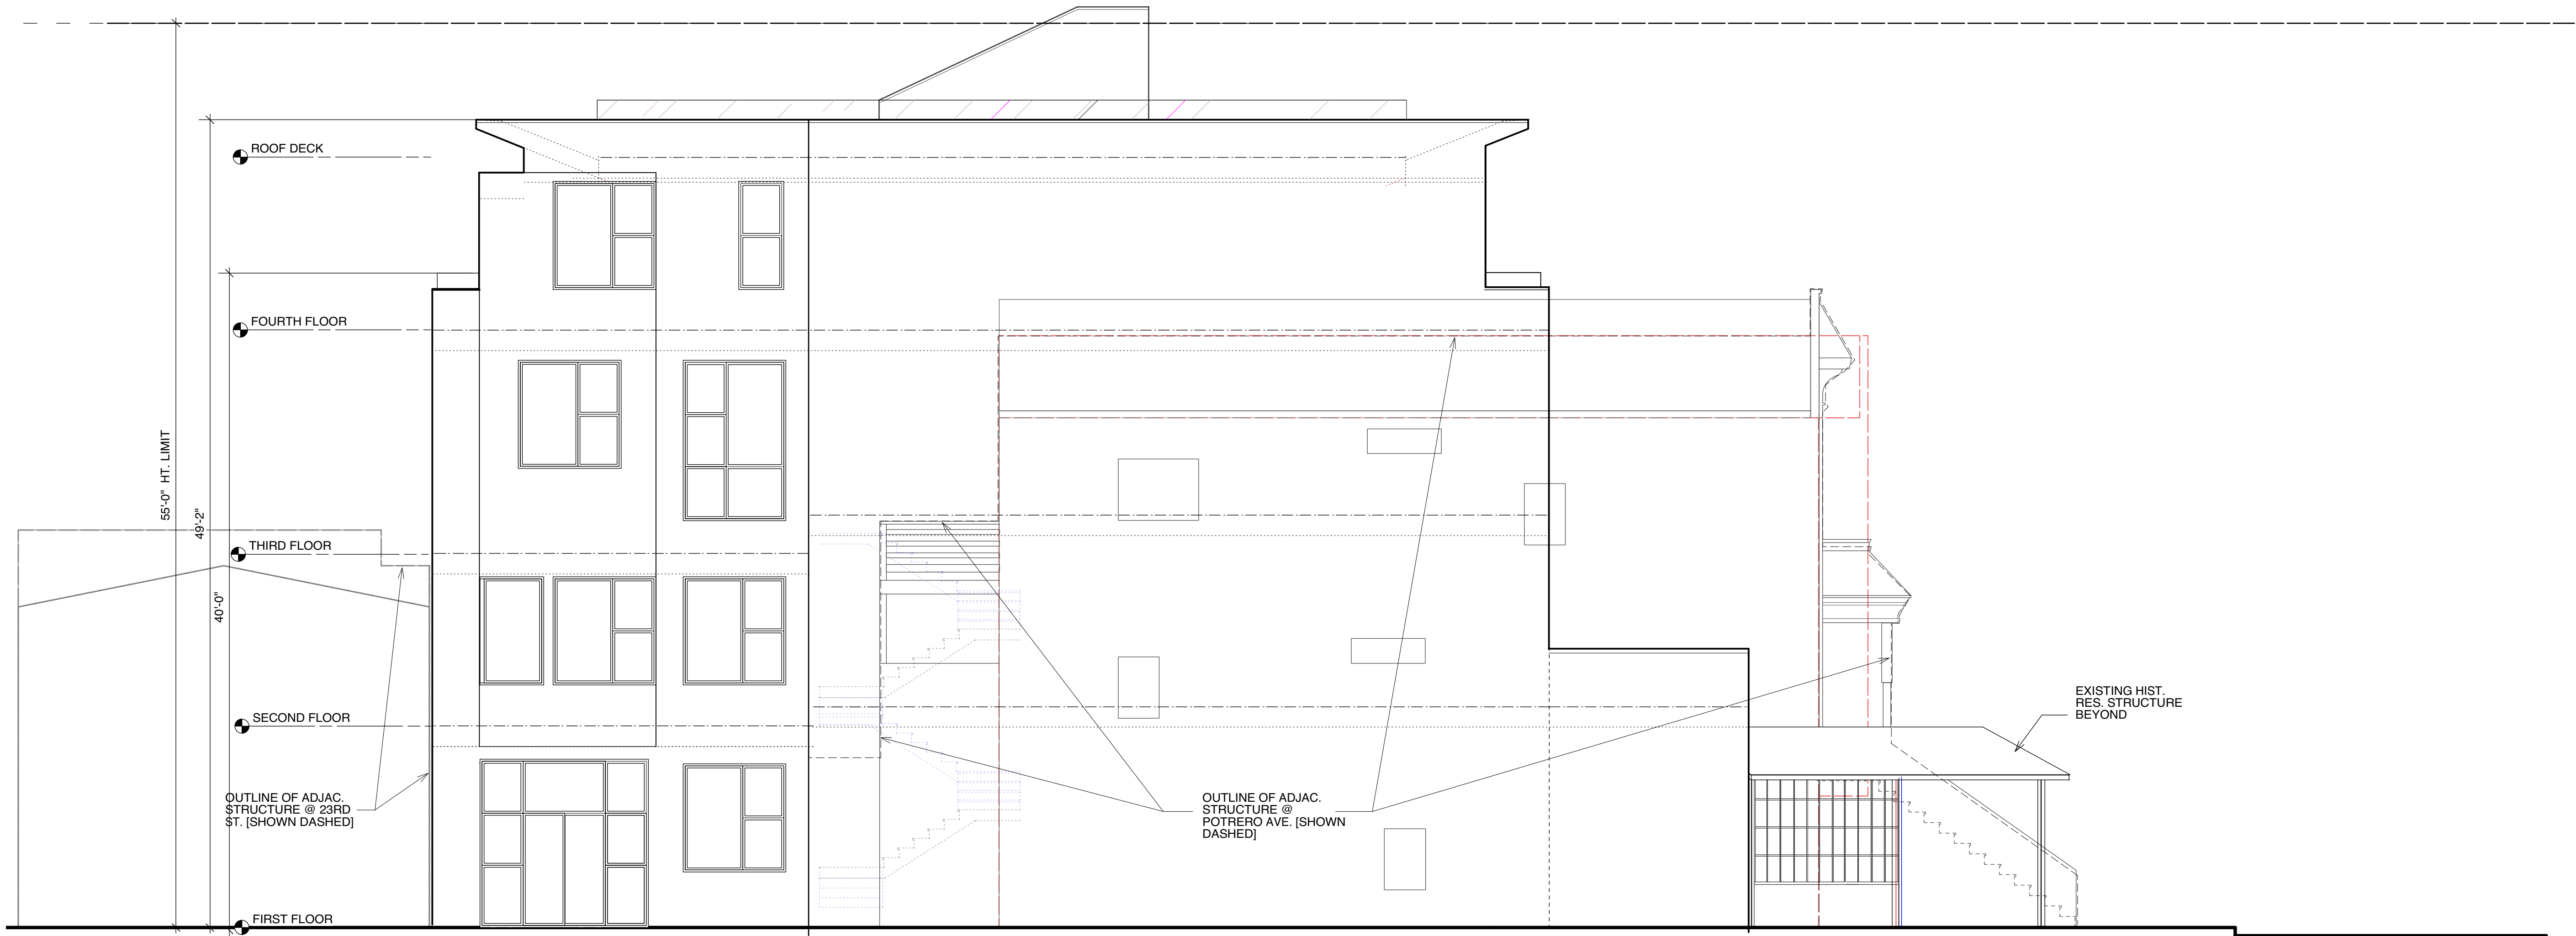 ROOF DECK
FOURTH FLOOR
55'-0" HT. LIMIT
49'-2"
THIRD FLOOR
40'-0"
SECOND FLOOR
EXISTING HIST.
RES. STRUCTURE
BEYOND
OUTLINE OF ADJAC.
STRUCTURE @ 23RD
ST. [SHOWN DASHED]
OUTLINE OF ADJAC.
STRUCTURE @
POTRERO AVE. [SHOWN
DASHED]
FIRST FLOOR